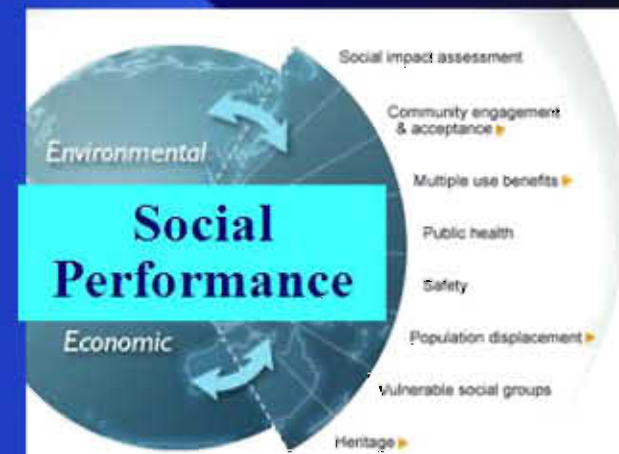 Social impact assessment
Community engagement
& acceptance
Multiple use benefits
Public health
Safety
Population displacement
Vulnerable social groups
Heritage
Environmental
Social
Performance
Economic